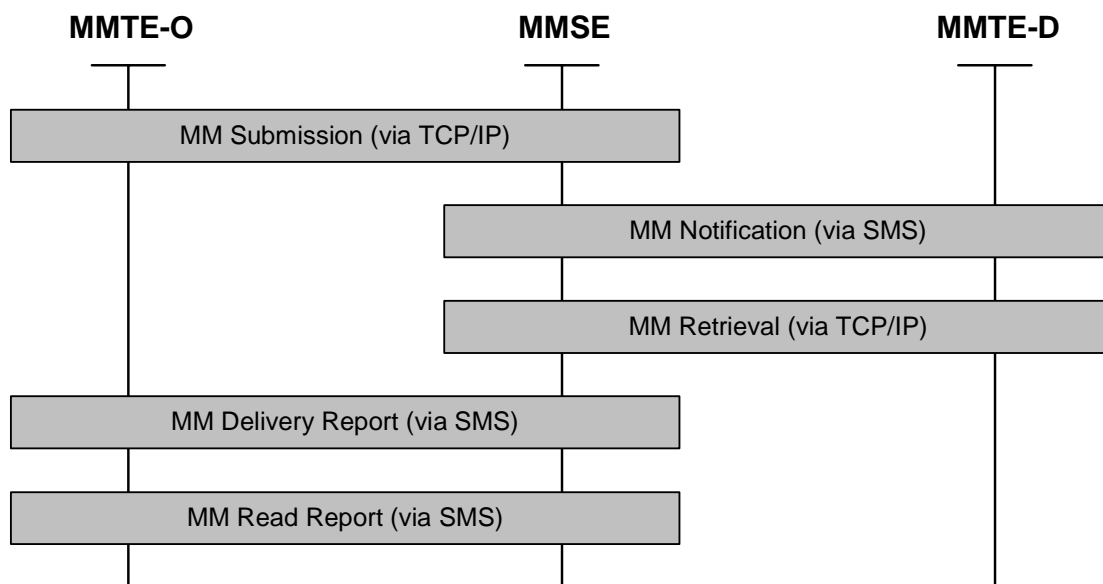 MMTE-O MMSE MMTE-D
MM Submission (via TCP/IP)
MM Notification (via SMS)
MM Retrieval (via TCP/IP)
MM Delivery Report (via SMS)
MM Read Report (via SMS)